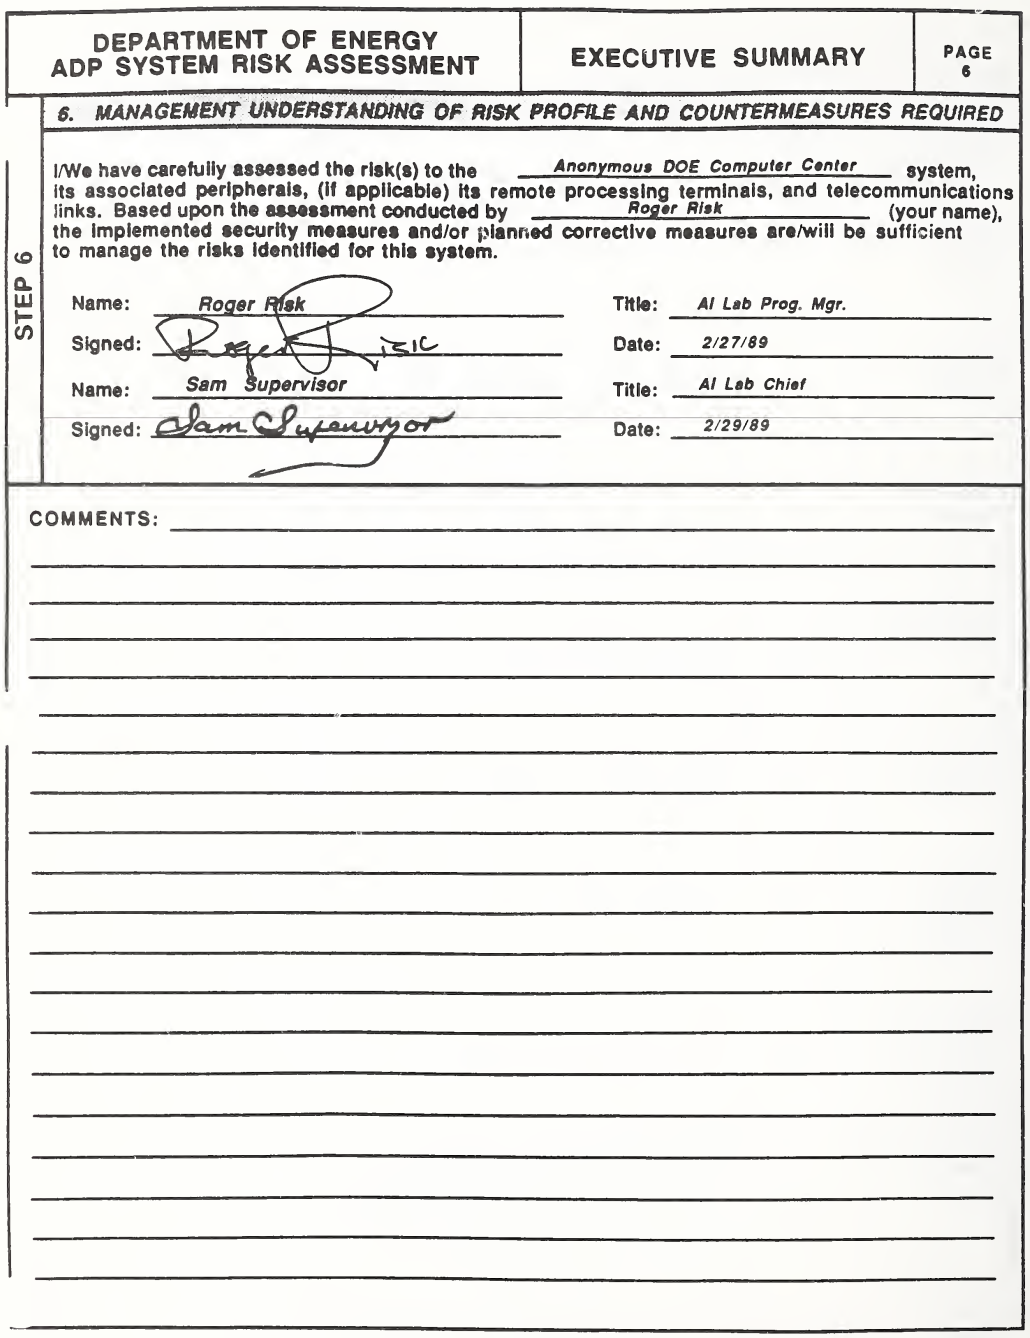 DEPARTMENT OF ENERGY
ADP SYSTEM RISK ASSESSMENT
EXECUTIVE SUMMARY
PAGE
6
STEP 6
6. MANAGEMENT UNDERSTANDING OF RISK PROFILE AND COUNTERMEASURES REQUIRED
I/We have carefully assessed the risk(s) to the Anonymous DOE Computer Center system,
its associated peripherals, (if applicable) its remote processing terminals, and telecommunications
links. Based upon the assessment conducted by Roger Risk (your name),
the implemented security measures and/or planned corrective measures are/will be sufficient
to manage the risks identified for this system.
Name: Roger Risk Title: AI Lab Prog. Mgr.
Signed: Roger Risk Date: 2/27/89
Name: Sam Supervisor Title: AI Lab Chief
Signed: Sam Supervisor Date: 2/29/89
COMMENTS: